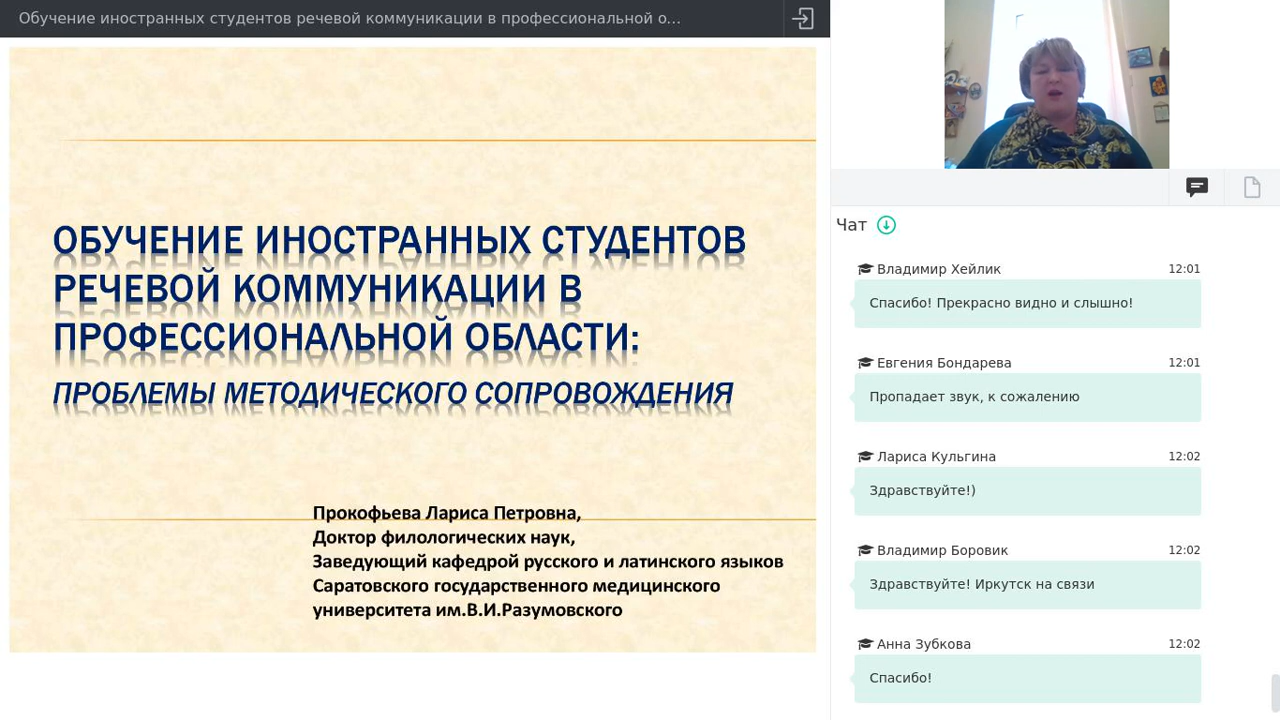 Обучение иностранных студентов речевой коммуникации в профессиональной о...
ОБУЧЕНИЕ ИНОСТРАННЫХ СТУДЕНТОВ
РЕЧЕВОЙ КОММУНИКАЦИИ В
ПРОФЕССИОНАЛЬНОЙ ОБЛАСТИ:
ПРОБЛЕМЫ МЕТОДИЧЕСКОГО СОПРОВОЖДЕНИЯ
Прокофьева Лариса Петровна,
Доктор филологических наук,
Заведующий кафедрой русского и латинского языков
Саратовского государственного медицинского
университета им.В.И.Разумовского
Чат
Владимир Хейлик 12:01
Спасибо! Прекрасно видно и слышно!
Евгения Бондарева 12:01
Пропадает звук, к сожалению
Лариса Кульгина 12:02
Здравствуйте!)
Владимир Боровик 12:02
Здравствуйте! Иркутск на связи
Анна Зубкова 12:02
Спасибо!